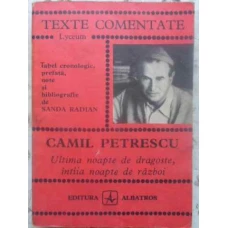 TEXTE COMENTATE
Lyceum
Tabel cronologic,
prefață,
note
și
bibliografie
de
SANDA RADIAN
CAMIL PETRESCU
Ultima noapte de dragoste,
întîia noapte de război
EDITURA ALBATROS